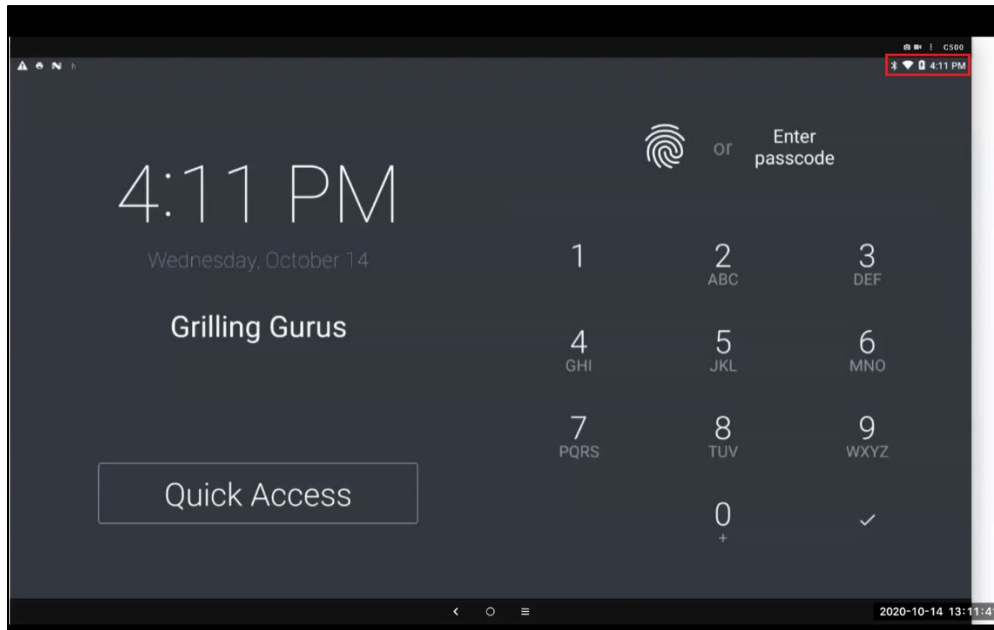 C500
h
4:11 PM
4:11 PM
Wednesday, October 14
Grilling Gurus
Quick Access
or
Enter
passcode
1
2
ABC
3
DEF
4
GHI
5
JKL
6
MNO
7
PQRS
8
TUV
9
WXYZ
0
+
2020-10-14 13:11:4